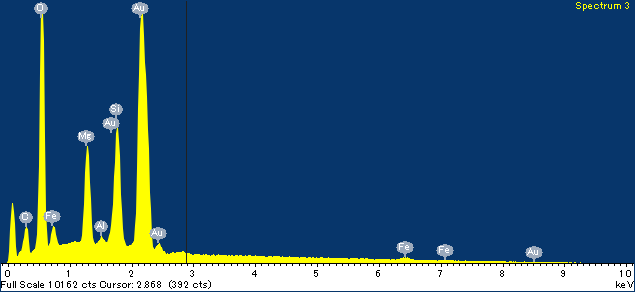 Spectrum 3
O Au
Si
Au
Mg
O Fe Al Au Fe Fe Au
0 1 2 3 4 5 6 7 8 9 10
Full Scale 10162 cts Cursor: 2.868 (392 cts) keV